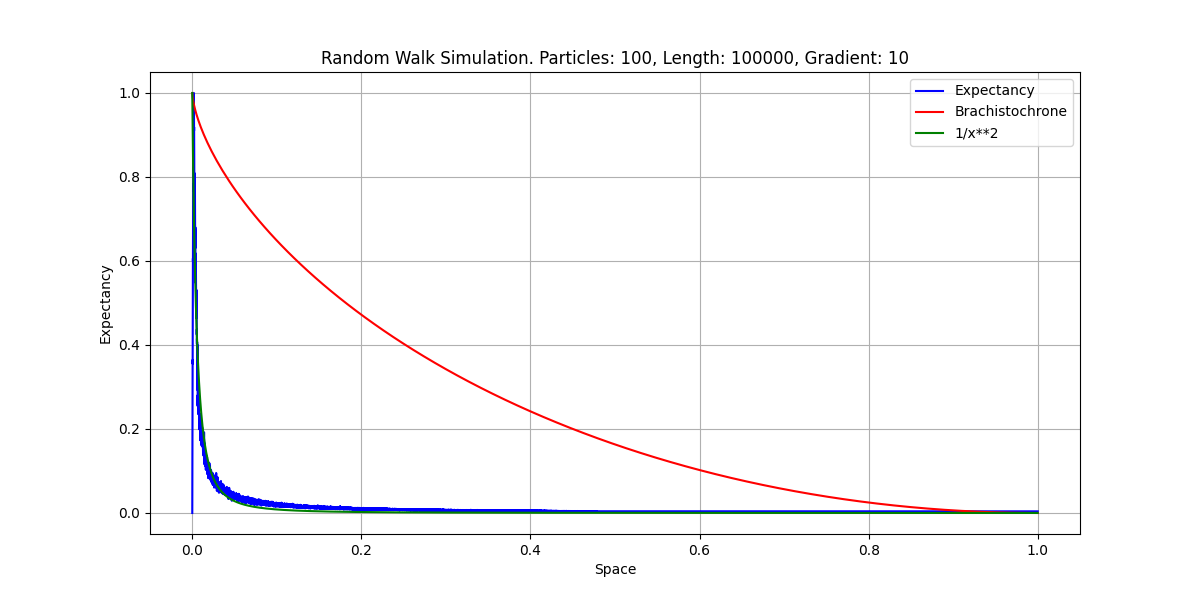 Random Walk Simulation. Particles: 100, Length: 100000, Gradient: 10
Expectancy
Brachistochrone
1/x**2
Expectancy
1.0
0.8
0.6
0.4
0.2
0.0
0.0 0.2 0.4 0.6 0.8 1.0
Space